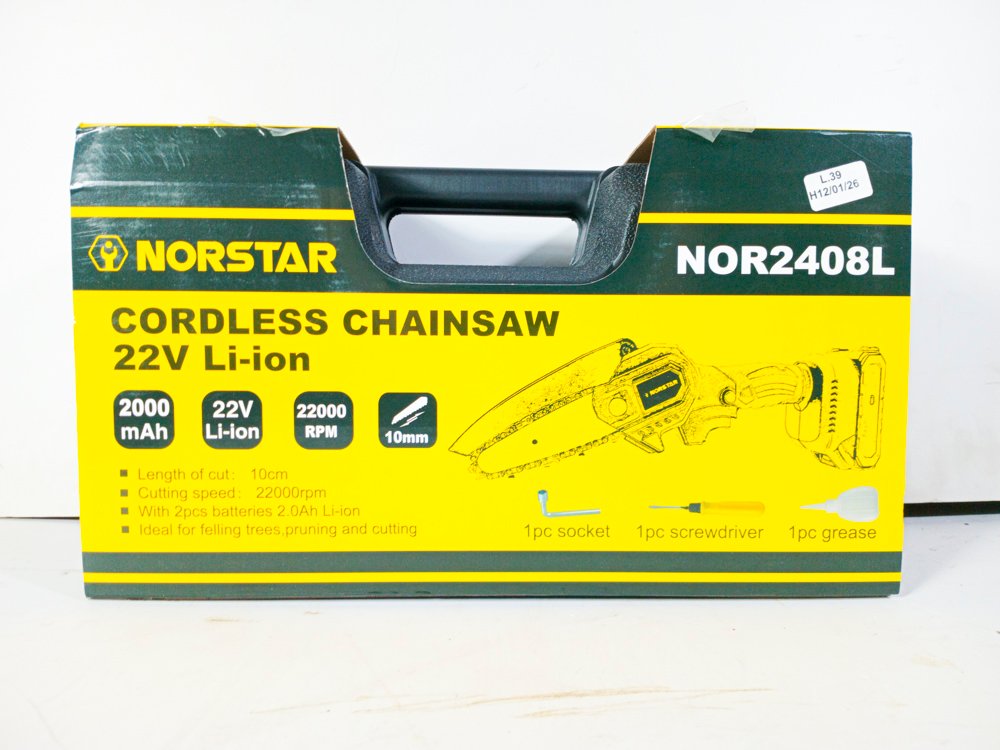 L.39
H12/01/26
NORSTAR
NOR2408L
CORDLESS CHAINSAW
22V Li-ion
2000
mAh
22V
Li-ion
22000
RPM
10mm
NORSTAR
Length of cut: 10cm
Cutting speed: 22000rpm
With 2pcs batteries 2.0Ah Li-ion
Ideal for felling trees,pruning and cutting
1pc socket
1pc screwdriver
1pc grease